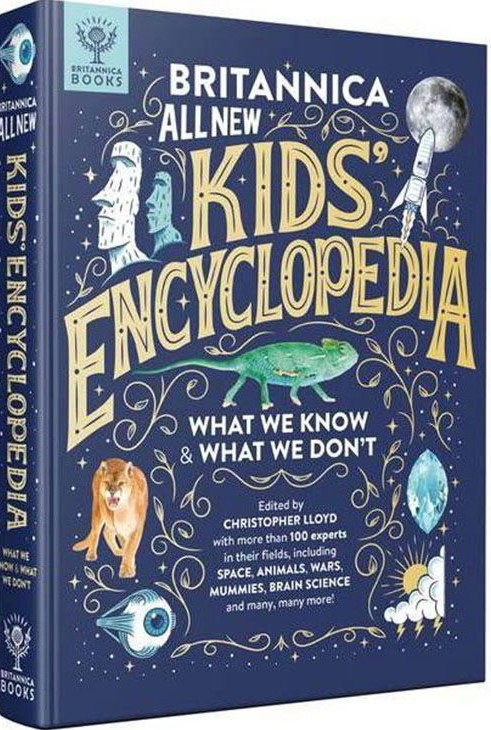 BRITANNICA
BOOKS
BRITANNICA
ALL NEW
KIDS'
ENCYCLOPEDIA
WHAT WE KNOW
& WHAT WE DON'T
Edited by
CHRISTOPHER LLOYD
with more than 100 experts
in their fields, including
SPACE, ANIMALS, WARS,
MUMMIES, BRAIN SCIENCE
and many, many more!
BRITANNICA
ALL NEW
KIDS' ENCYCLOPEDIA
WHAT WE
KNOW & WHAT
WE DON'T
BRITANNICA
BOOKS